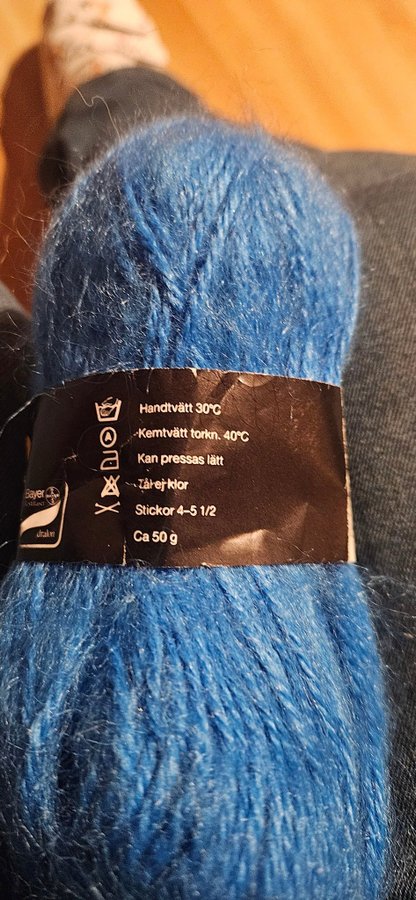 Handtvätt 30°C
Kemtvätt torkn. 40°C
Kan pressas lätt
Tål ej klor
Stickor 4–5 1/2
Ca 50 g
Bayer
dralon